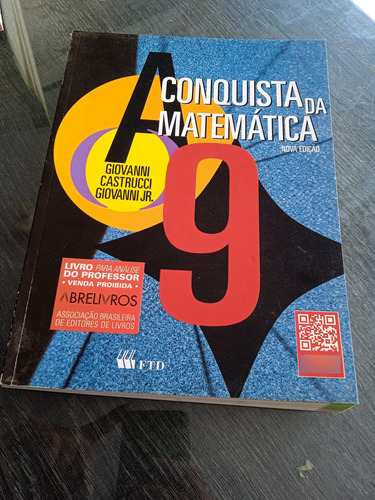 A CONQUISTA DA
MATEMÁTICA
NOVA EDIÇÃO
GIOVANNI
CASTRUCCI
GIOVANNI JR.
9
LIVRO PARA ANÁLISE
DO PROFESSOR
• VENDA PROIBIDA •
ABRELIVROS
ASSOCIAÇÃO BRASILEIRA
DE EDITORES DE LIVROS
FTD